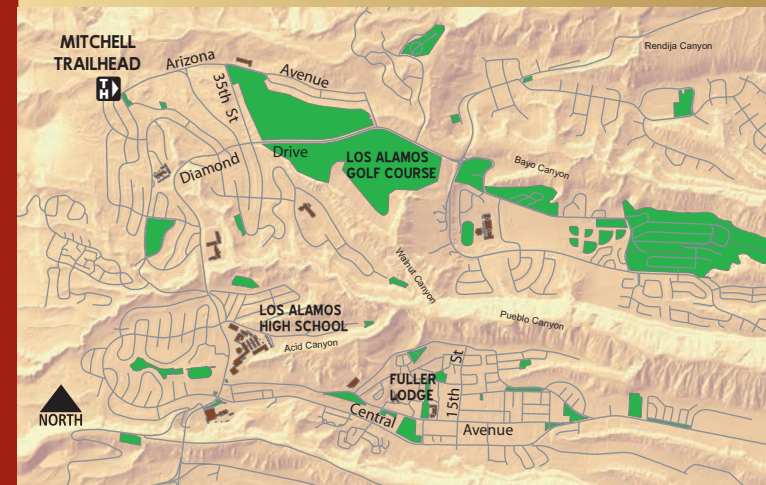 MITCHELL
TRAILHEAD
TH
Arizona
Avenue
35th St
Rendija Canyon
Diamond
Drive
LOS ALAMOS
GOLF COURSE
Bayo Canyon
Walnut Canyon
Pueblo Canyon
LOS ALAMOS
HIGH SCHOOL
Acid Canyon
FULLER
LODGE
15th St
Central
Avenue
NORTH